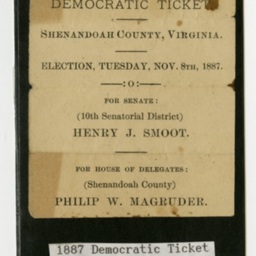 DEMOCRATIC TICKET
SHENANDOAH COUNTY, VIRGINIA.
ELECTION, TUESDAY, NOV. 8TH, 1887.
:o:
FOR SENATE:
(10th Senatorial District)
HENRY J. SMOOT.
FOR HOUSE OF DELEGATES:
(Shenandoah County)
PHILIP W. MAGRUDER.
1887 Democratic Ticket